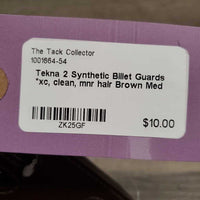 The Tack Collector
1001664-54
Tekna 2 Synthetic Billet Guards
*xc, clean, mnr hair Brown Med
ZK25GF
$10.00